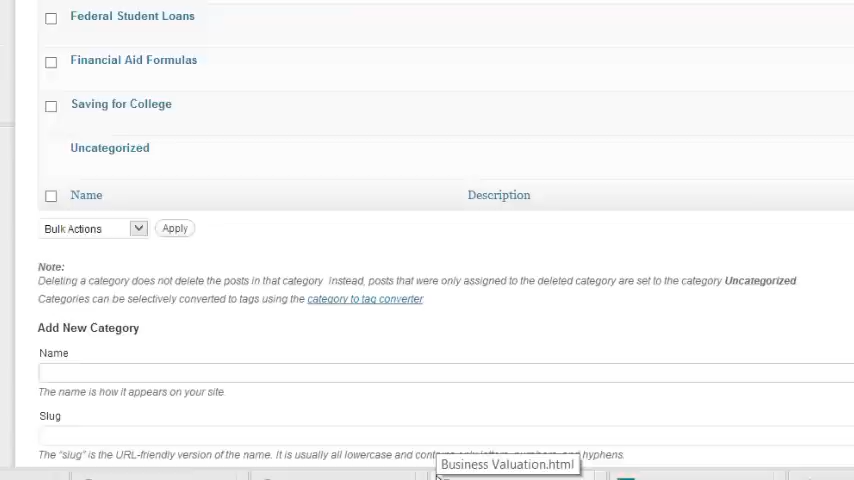 Federal Student Loans
Financial Aid Formulas
Saving for College
Uncategorized
Name Description
Bulk Actions Apply
Note:
Deleting a category does not delete the posts in that category Instead, posts that were only assigned to the deleted category are set to the category Uncategorized
Categories can be selectively converted to tags using the category to tag converter
Add New Category
Name
The name is how it appears on your site
Slug
The "slug" is the URL-friendly version of the name. It is usually all lowercase and hyphens.
Business Valuation.html